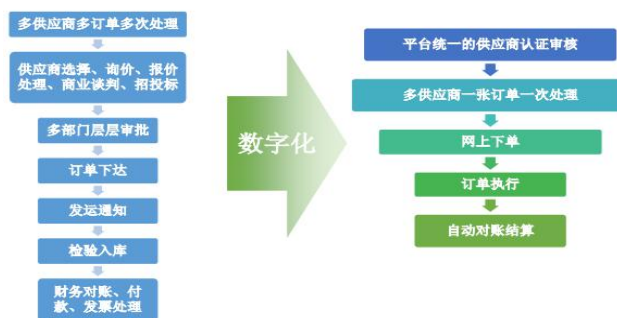 多供应商多订单多次处理
供应商选择、询价、报价
处理、商业谈判、招投标
多部门层层审批
订单下达
发运通知
检验入库
财务对账、付
款、发票处理
数字化
平台统一的供应商认证审核
多供应商一张订单一次处理
网上下单
订单执行
自动对账结算